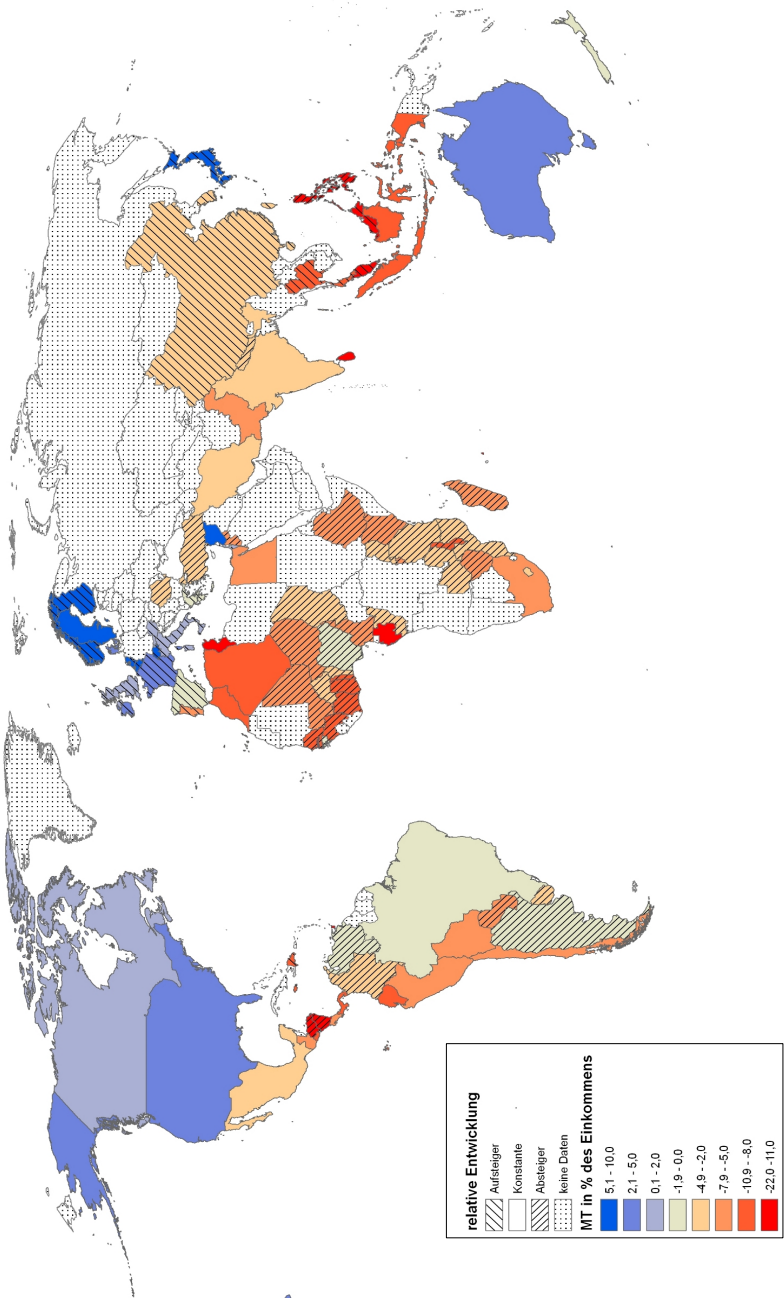 relative Entwicklung
Aufsteiger
Konstante
Absteiger
keine Daten
MT in % des Einkommens
5,1 - 10,0
2,1 - 5,0
0,1 - 2,0
-1,9 - 0,0
-4,9 - -2,0
-7,9 - -5,0
-10,9 - -8,0
-22,0 -11,0